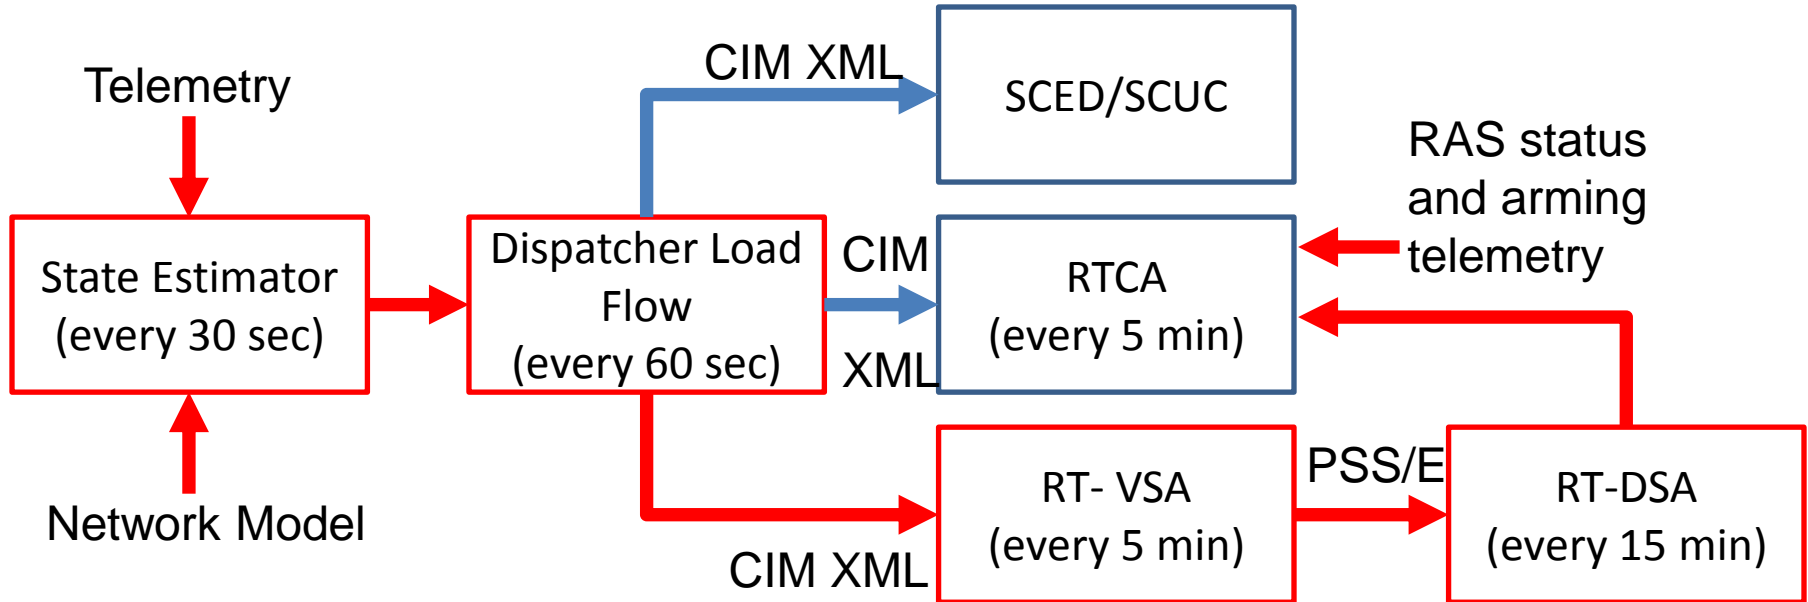 Telemetry
State Estimator
(every 30 sec)
Network Model
Dispatcher Load
Flow
(every 60 sec)
CIM XML
SCED/SCUC
CIM
XML
RTCA
(every 5 min)
RAS status
and arming
telemetry
CIM XML
RT- VSA
(every 5 min)
PSS/E
RT-DSA
(every 15 min)